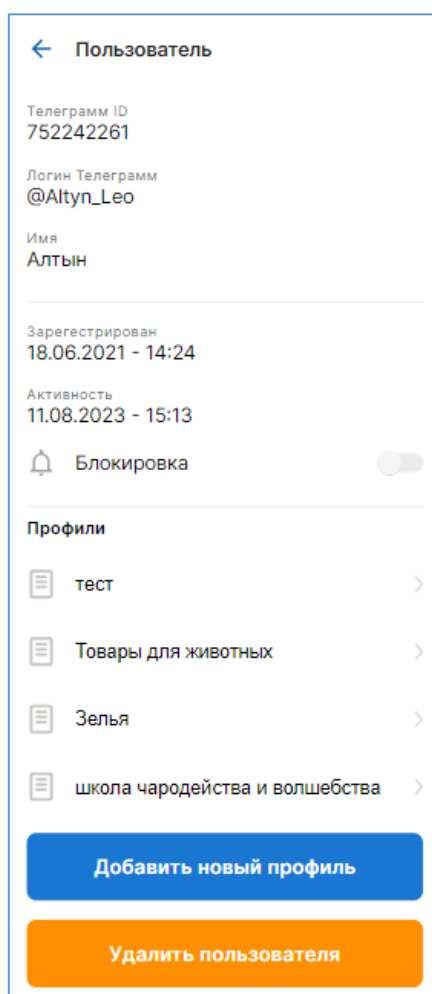 Пользователь
Телеграмм ID
752242261
Логин Телеграмм
@Altyn_Leo
Имя
Алтын
Зарегестрирован
18.06.2021 - 14:24
Активность
11.08.2023 - 15:13
Блокировка
Профили
тест
Товары для животных
Зелья
школа чародейства и волшебства
Добавить новый профиль
Удалить пользователя